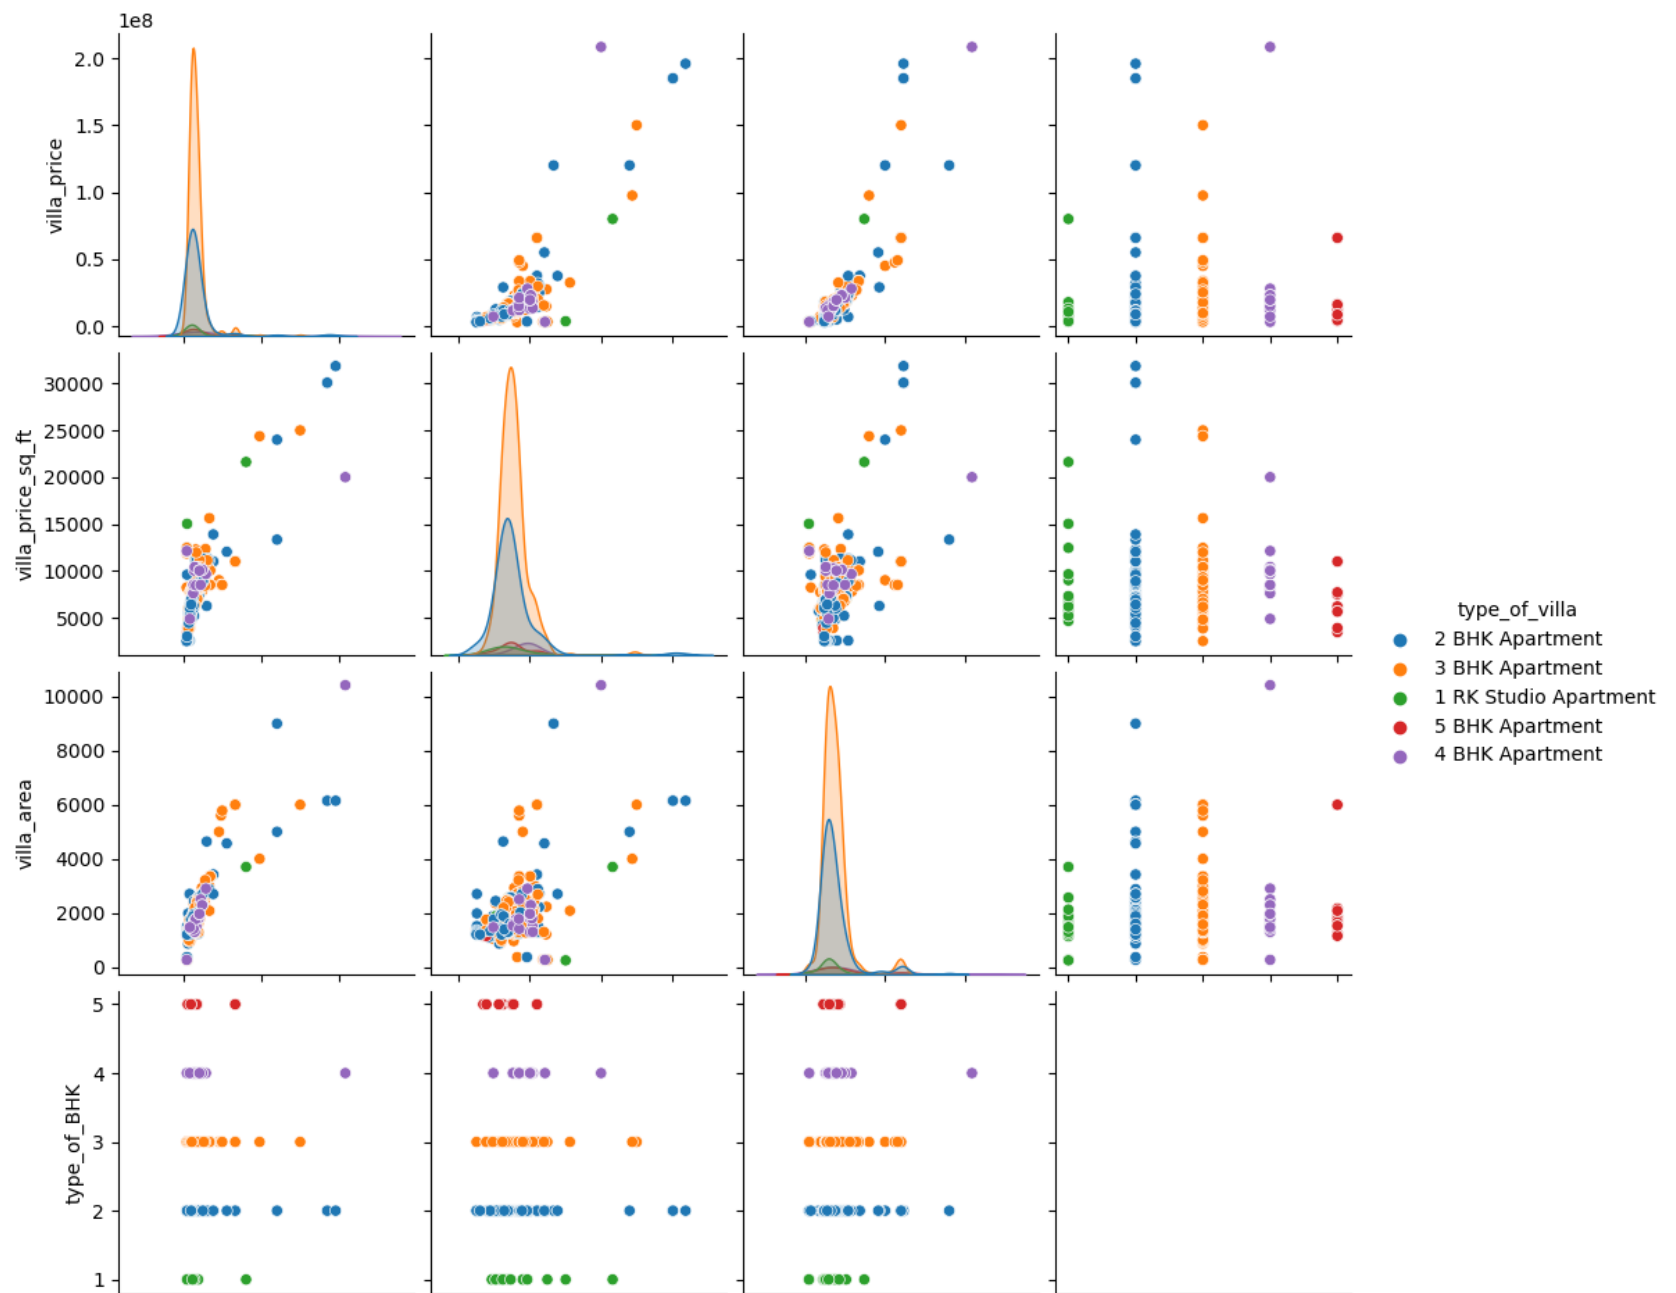 1e8
2.0
1.5
1.0
0.5
0.0
villa_price
30000
25000
20000
15000
10000
5000
villa_price_sq_ft
10000
8000
6000
4000
2000
0
villa_area
5
4
3
2
1
type_of_BHK
type_of_villa
2 BHK Apartment
3 BHK Apartment
1 RK Studio Apartment
5 BHK Apartment
4 BHK Apartment